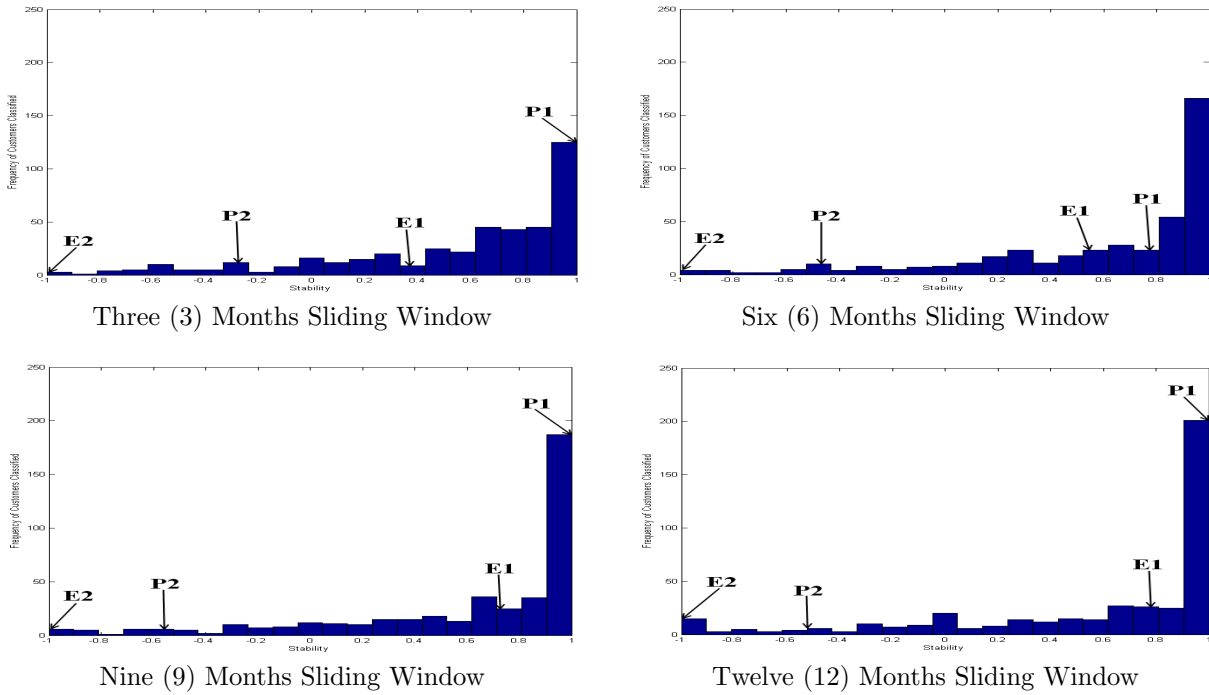 250
200
150
100
50
0
Frequency of Customers Classified
P1
P2
E1
E2
-1 -0.8 -0.6 -0.4 -0.2 0 0.2 0.4 0.6 0.8 1
Stability
Three (3) Months Sliding Window
250
200
150
100
50
0
Frequency of Customers Classified
P1
E1
P2
E2
-1 -0.8 -0.6 -0.4 -0.2 0 0.2 0.4 0.6 0.8 1
Stability
Six (6) Months Sliding Window
250
200
150
100
50
0
Frequency of Customers Classified
P1
E1
P2
E2
-1 -0.8 -0.6 -0.4 -0.2 0 0.2 0.4 0.6 0.8 1
Stability
Nine (9) Months Sliding Window
250
200
150
100
50
0
Frequency of Customers Classified
P1
E1
P2
E2
-1 -0.8 -0.6 -0.4 -0.2 0 0.2 0.4 0.6 0.8 1
Stability
Twelve (12) Months Sliding Window